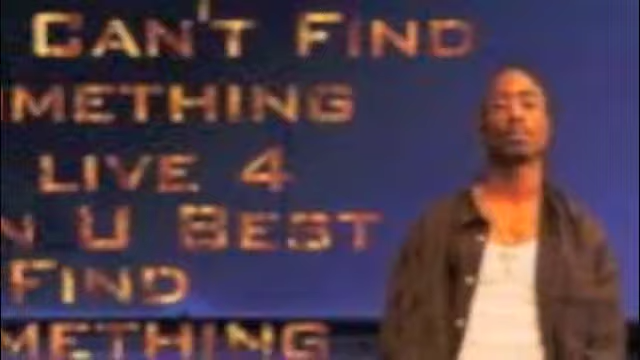 CAN'T FIND
METHING
LIVE 4
N U BEST
FIND
METHING